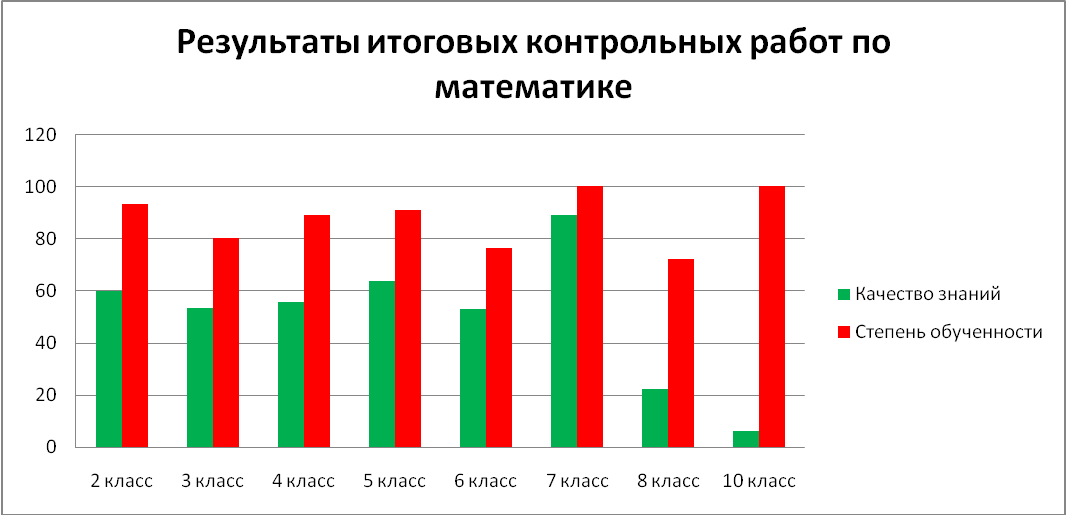 Результаты итоговых контрольных работ по
математике
120
100
80
60
40
20
0
2 класс
3 класс
4 класс
5 класс
6 класс
7 класс
8 класс
10 класс
Качество знаний
Степень обученности